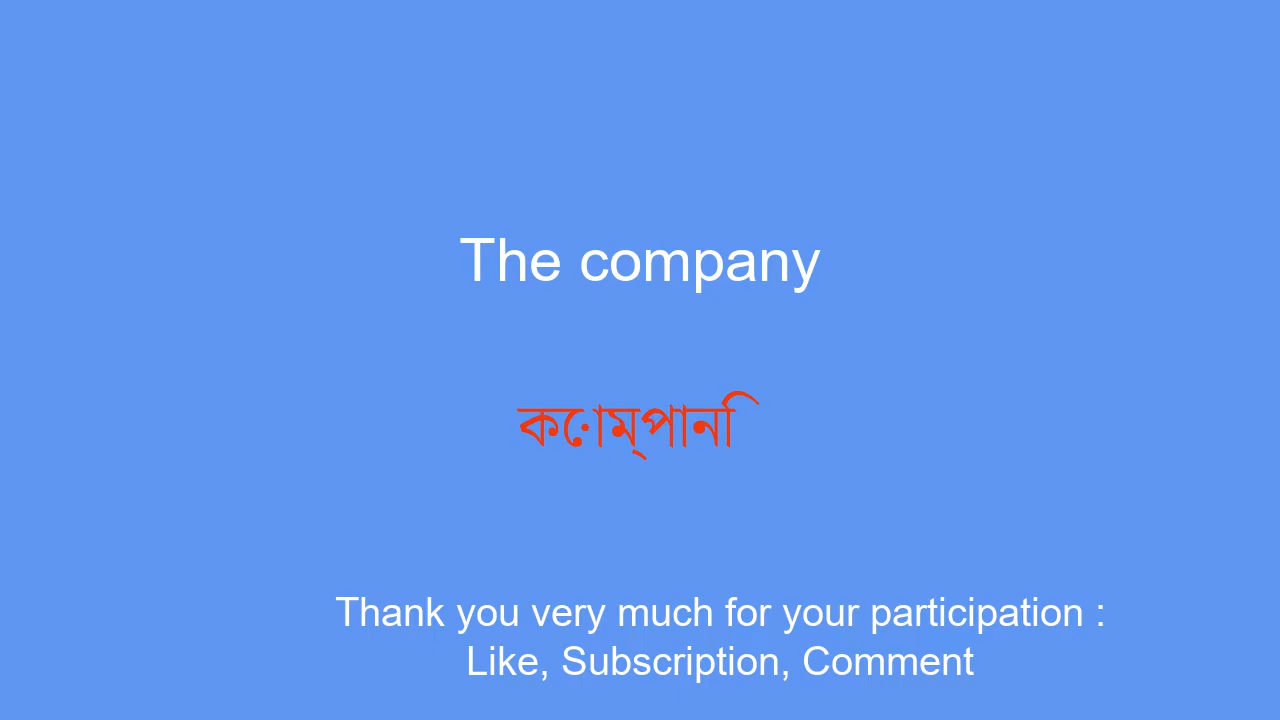 The company
কোম্পানি
Thank you very much for your participation :
Like, Subscription, Comment